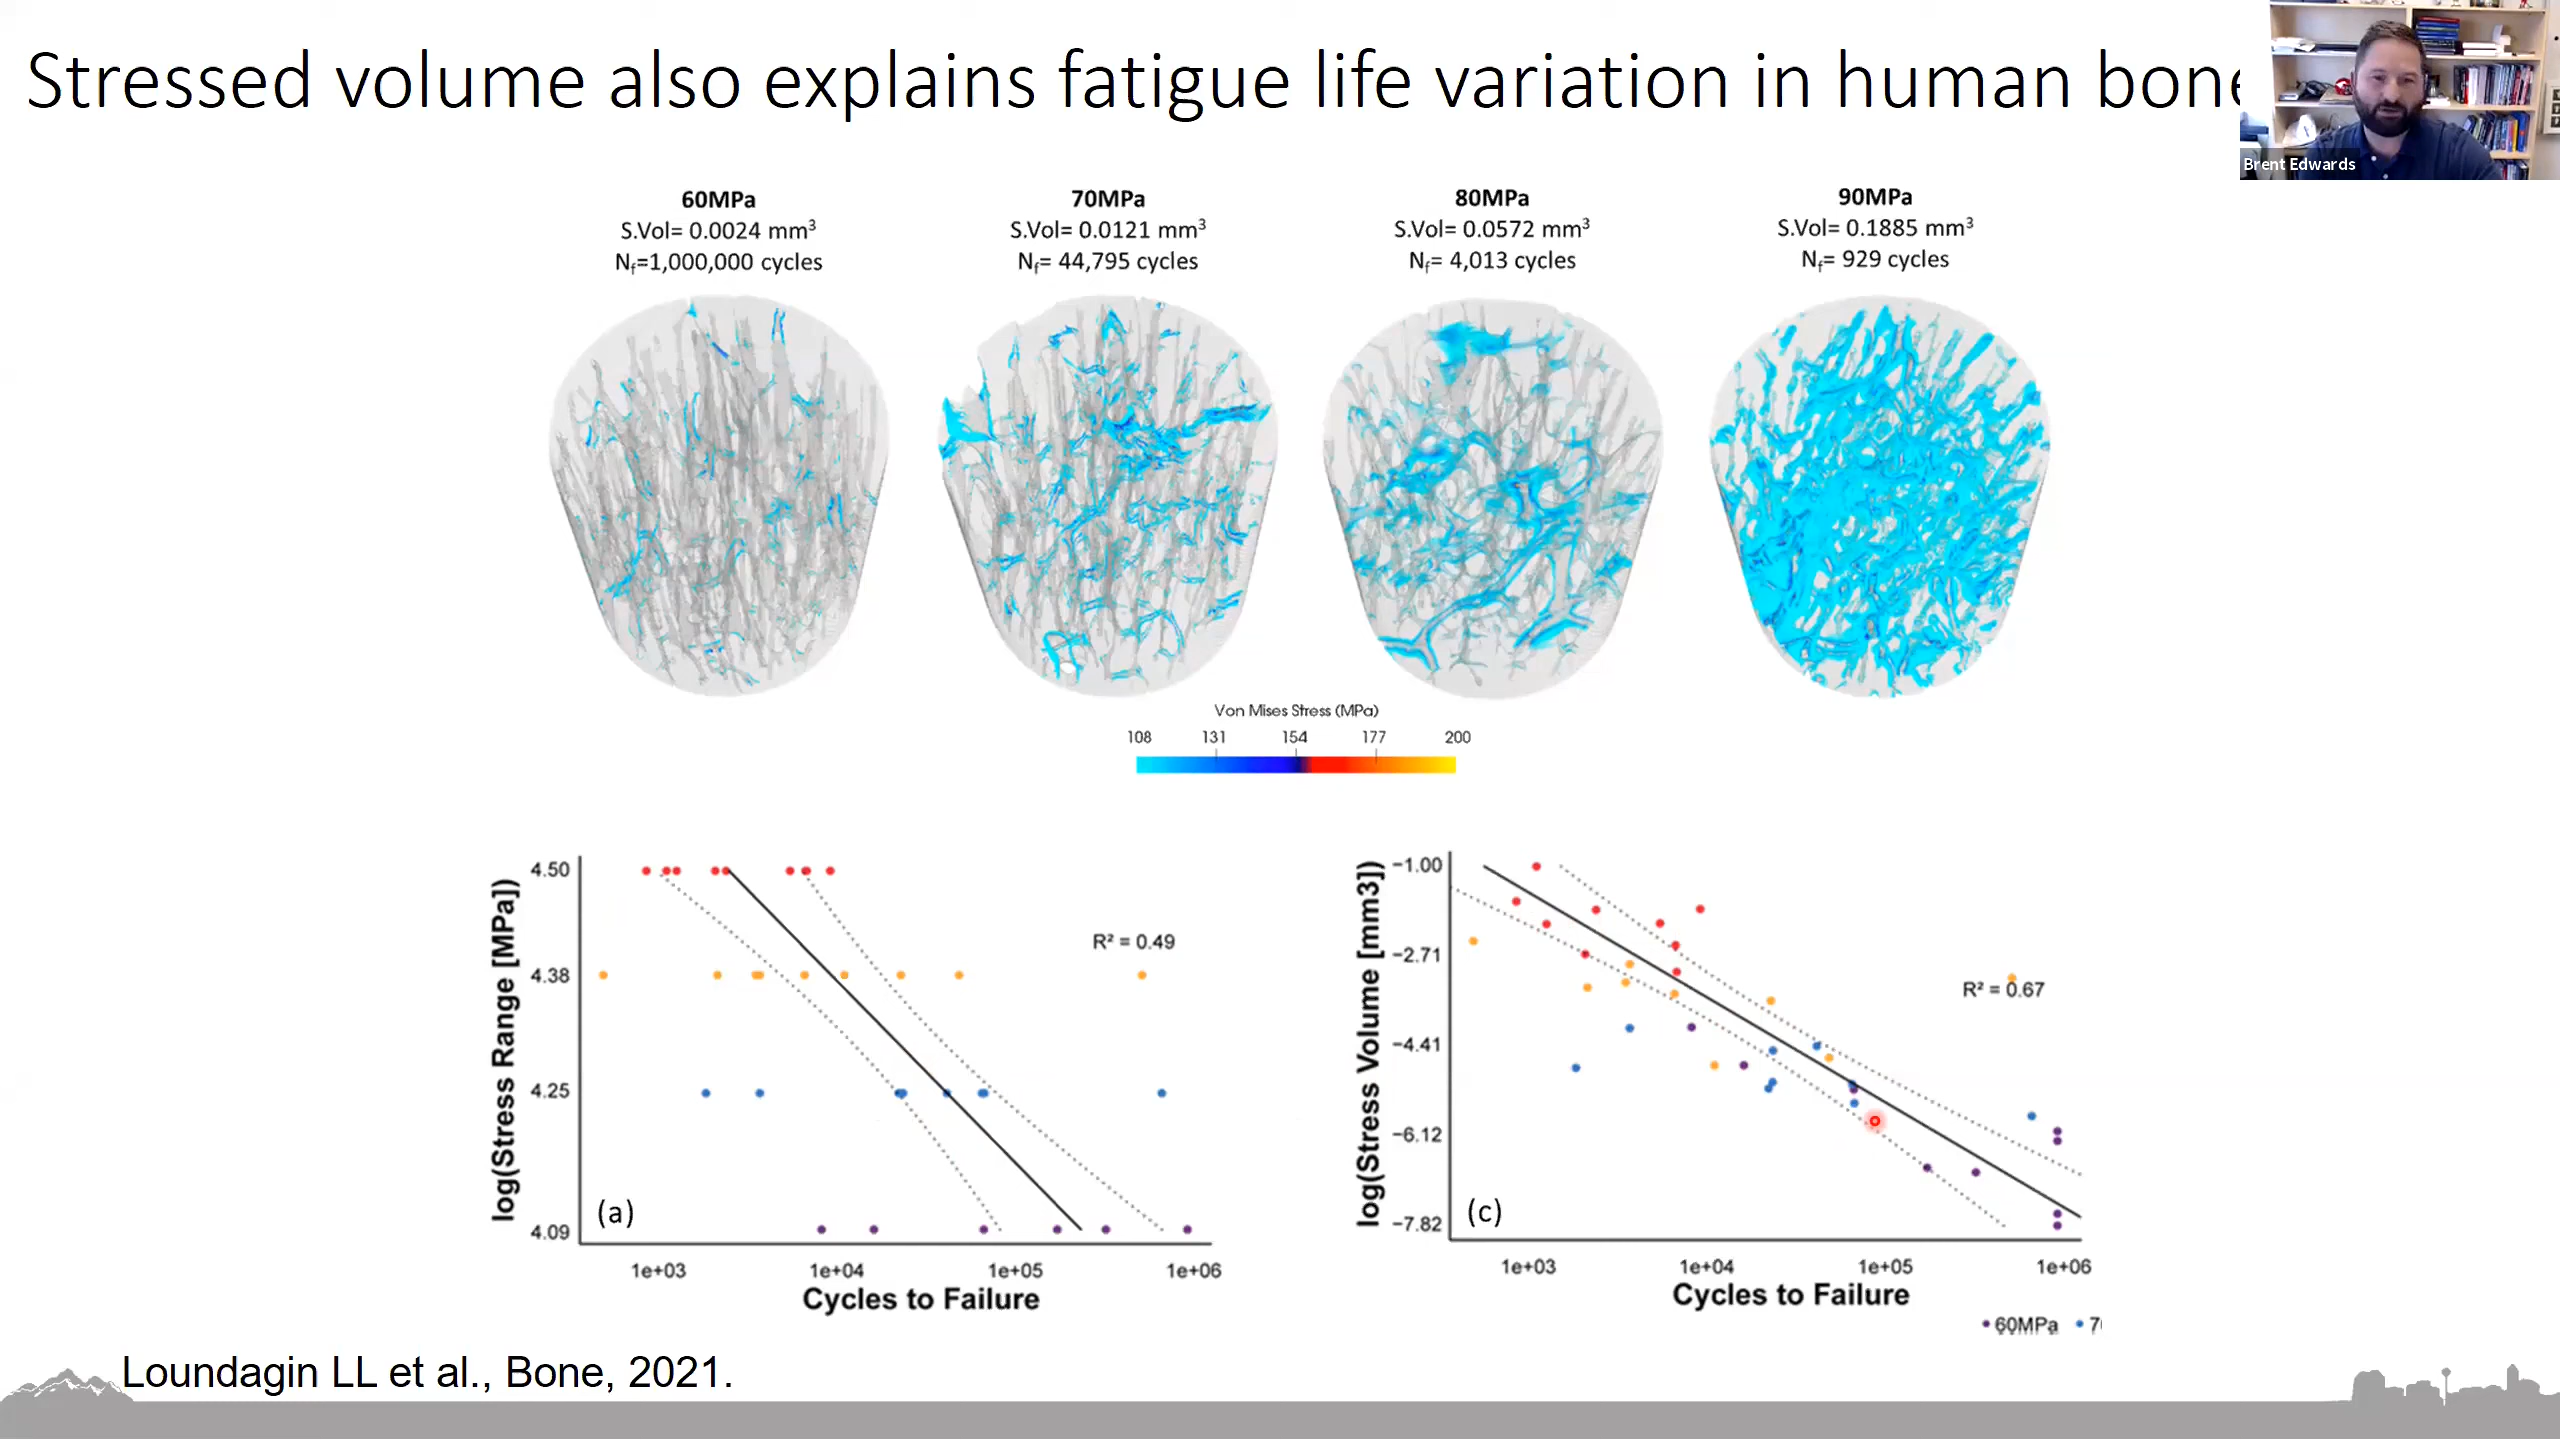 Stressed volume also explains fatigue life variation in human bone
Brent Edwards
60MPa
S.Vol= 0.0024 mm³
Nf=1,000,000 cycles
70MPa
S.Vol= 0.0121 mm³
Nf= 44,795 cycles
80MPa
S.Vol= 0.0572 mm³
Nf= 4,013 cycles
90MPa
S.Vol= 0.1885 mm³
Nf= 929 cycles
Von Mises Stress (MPa)
108 131 154 177 200
log(Stress Range [MPa])
4.50
4.38
4.25
4.09
R² = 0.49
(a)
1e+03 1e+04 1e+05 1e+06
Cycles to Failure
log(Stress Volume [mm3])
−1.00
−2.71
−4.41
−6.12
−7.82
R² = 0.67
(c)
1e+03 1e+04 1e+05 1e+06
Cycles to Failure
60MPa
Loundagin LL et al., Bone, 2021.